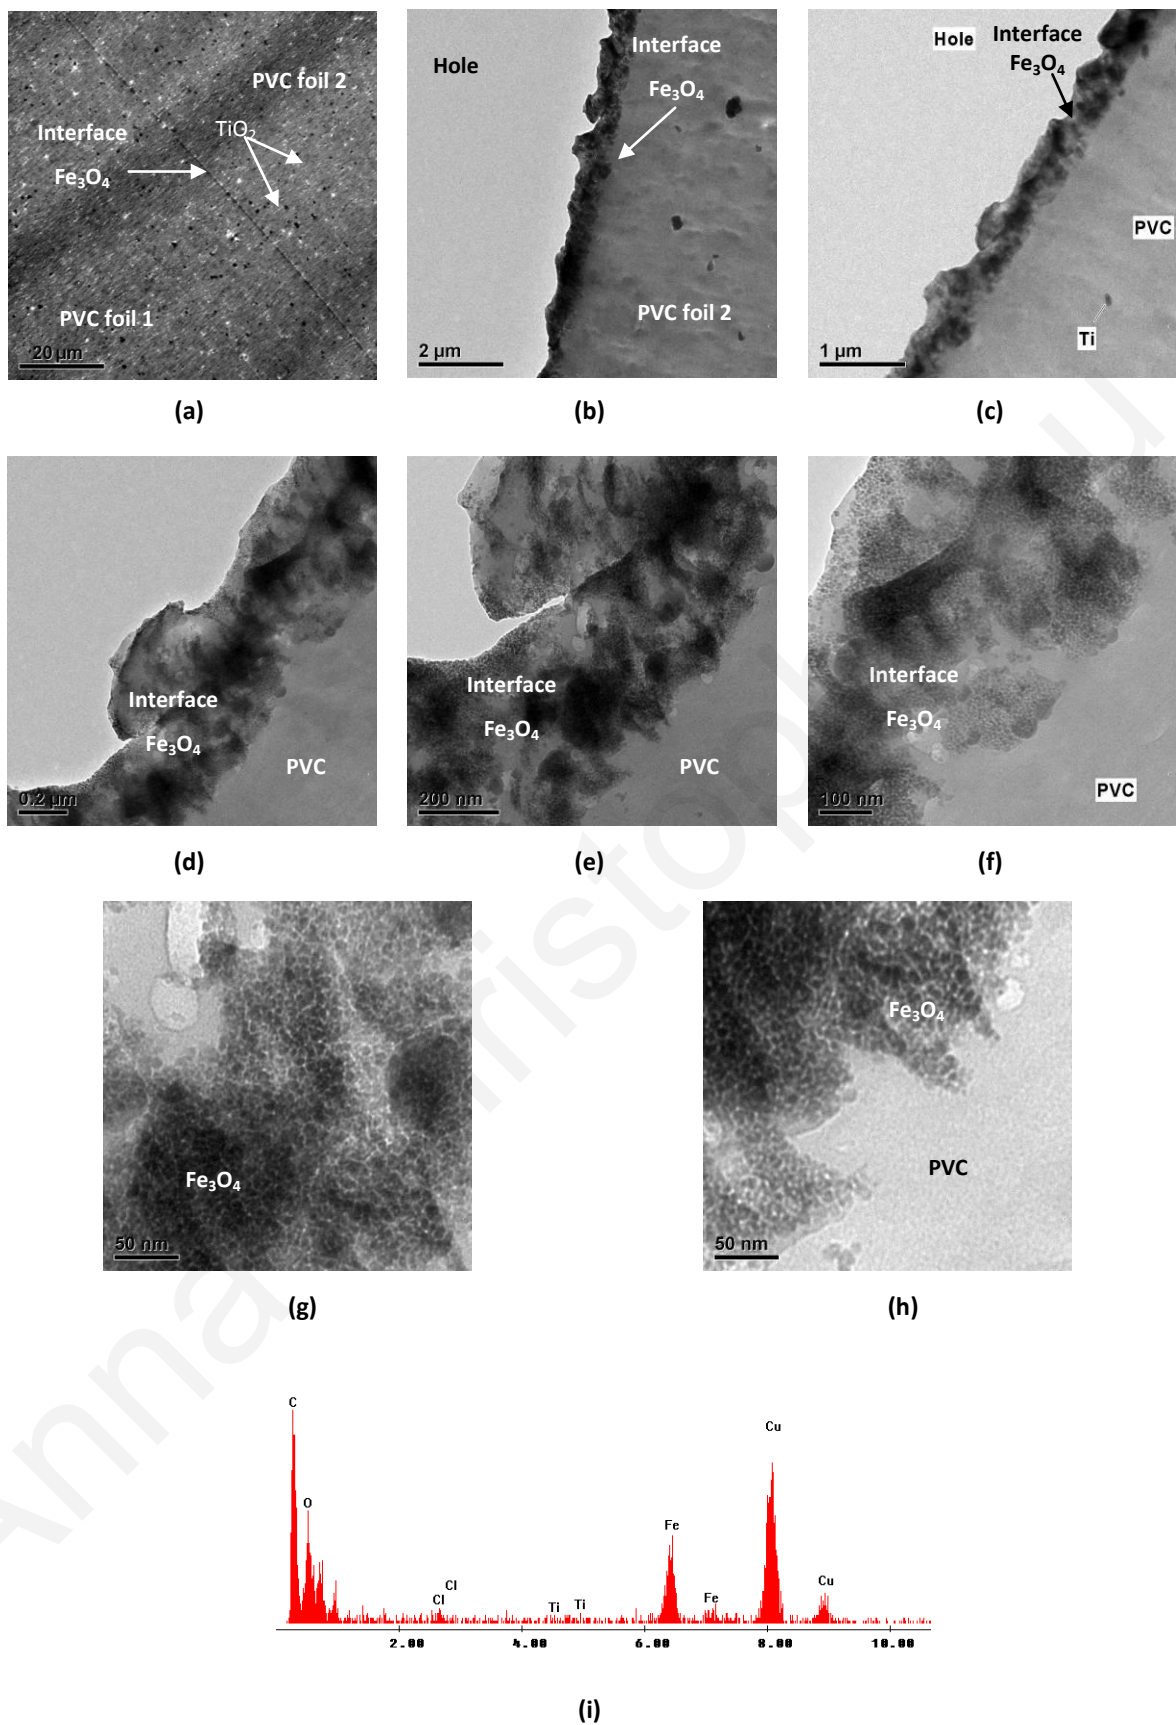 PVC foil 2
Interface
TiO₂
Fe₃O₄
PVC foil 1
20 µm
(a)
Interface
Hole
Fe₃O₄
PVC foil 2
2 µm
(b)
Hole
Interface
Fe₃O₄
PVC
Ti
1 µm
(c)
Interface
Fe₃O₄
PVC
0.2 µm
(d)
Interface
Fe₃O₄
PVC
200 nm
(e)
Interface
Fe₃O₄
PVC
100 nm
(f)
Fe₃O₄
50 nm
(g)
Fe₃O₄
PVC
50 nm
(h)
C
Cu
O
Fe
Cl
Cl
Ti
Ti
Fe
Cu
2.00 4.00 6.00 8.00 10.00
(i)